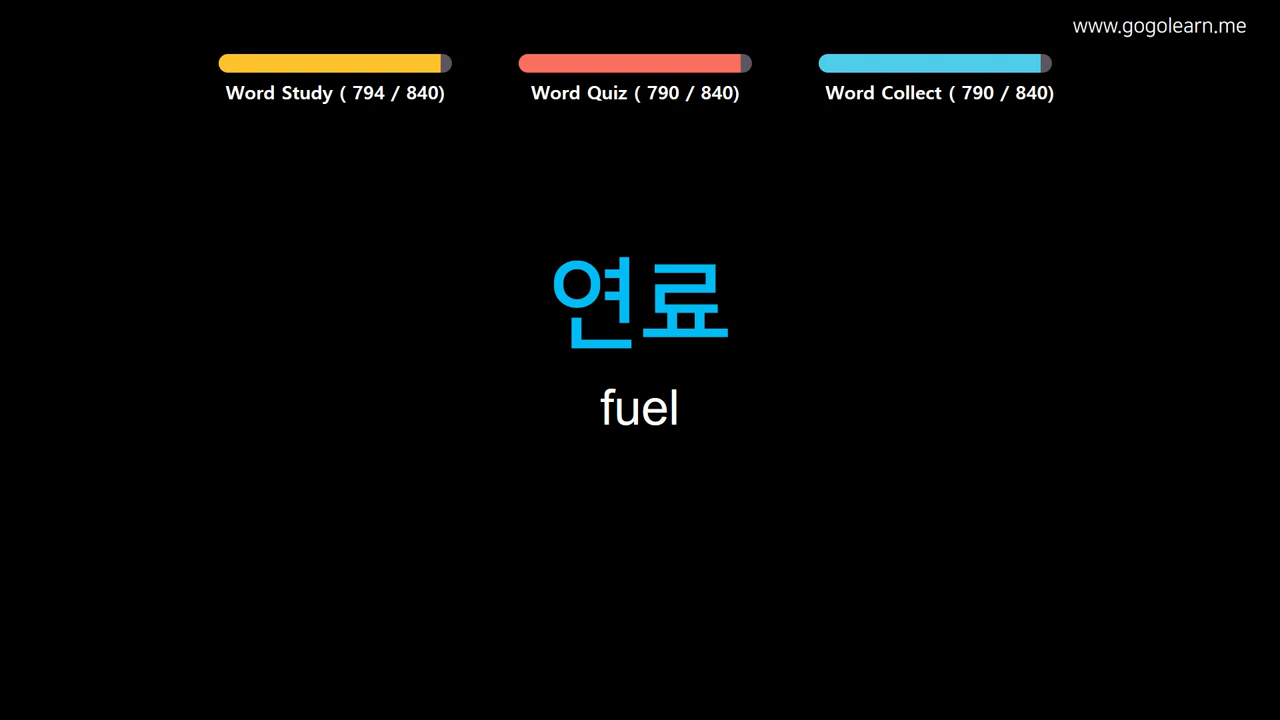 www.gogolearn.me
Word Study ( 794 / 840)
Word Quiz ( 790 / 840)
Word Collect ( 790 / 840)
연료
fuel